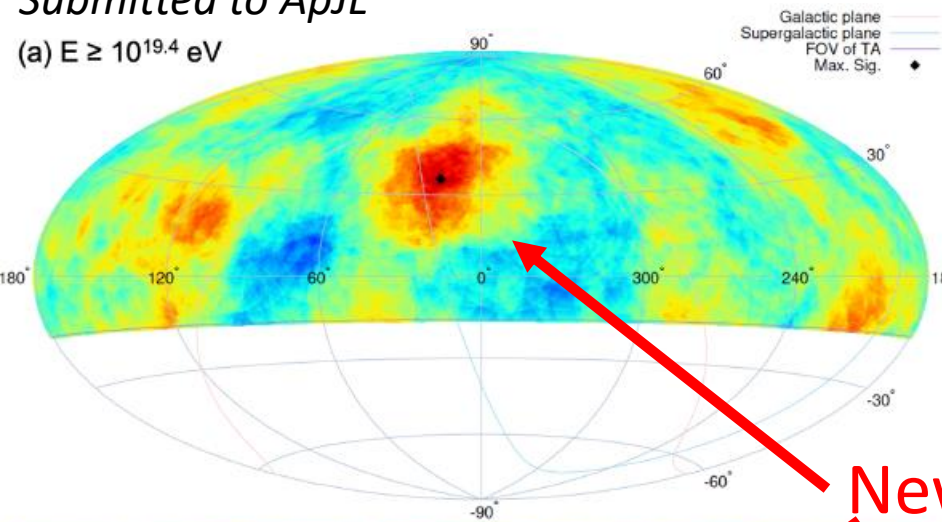 Submitted to ApJL
(a) E ≥ 10^19.4 eV
Galactic plane
Supergalactic plane
FOV of TA
Max. Sig.
90°
60°
30°
180°
120°
60°
0°
300°
240°
-30°
-60°
-90°